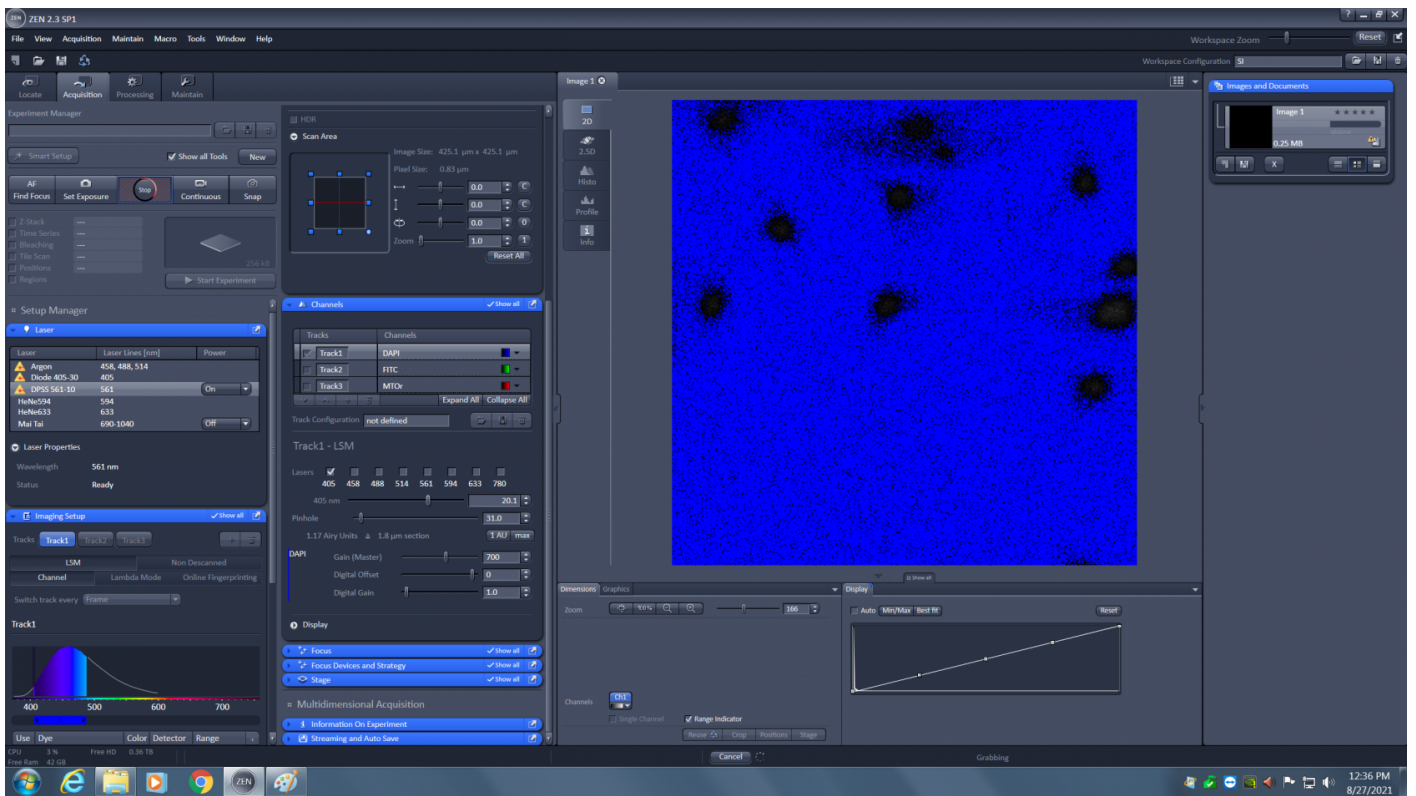 ZEN 2.3 SP1
File View Acquisition Maintain Macro Tools Window Help
Workspace Zoom Reset
Workspace Configuration SI
Locate Acquisition Processing Maintain
Experiment Manager
Smart Setup Show all Tools New
AF Find Focus Set Exposure Stop Continuous Snap
Z-Stack ---
Time Series ---
Bleaching ---
Tile Scan ---
Positions ---
Regions
256 kB
Start Experiment
Setup Manager
Laser
Laser Laser Lines [nm] Power
Argon 458, 488, 514
Diode 405-30 405
DPSS 561-10 561 On
HeNe594 594
HeNe633 633
Mai Tai 690-1040 Off
Laser Properties
Wavelength 561 nm
Status Ready
Imaging Setup Show all
Tracks Track1 Track2 Track3
LSM Non Descanned
Channel Lambda Mode Online Fingerprinting
Switch track every Frame
Track1
400 500 600 700
Use Dye Color Detector Range
CPU 3 % Free HD 0.36 TB
Free Ram 42 GB
HDR
Scan Area
Image Size: 425.1 µm x 425.1 µm
Pixel Size: 0.83 µm
0.0 C
0.0 C
0.0 0
Zoom 1.0 1
Reset All
Channels Show all
Tracks Channels
Track1 DAPI
Track2 FITC
Track3 MTOr
Expand All Collapse All
Track Configuration not defined
Track1 - LSM
Lasers
405 458 488 514 561 594 633 780
405 nm 20.1
Pinhole 31.0
1.17 Airy Units ≙ 1.8 µm section 1 AU max
DAPI Gain (Master) 700
Digital Offset 0
Digital Gain 1.0
Display
Focus Show all
Focus Devices and Strategy Show all
Stage Show all
Multidimensional Acquisition
Information On Experiment
Streaming and Auto Save
Image 1
2D
2.5D
Histo
Profile
Info
Show all
Dimensions Graphics
Zoom 166
Channels Ch1
Single Channel Range Indicator
Reuse Crop Positions Stage
Display
Auto Min/Max Best fit Reset
Cancel Grabbing
Images and Documents
Image 1
0.25 MB
ZEN
12:36 PM
8/27/2021